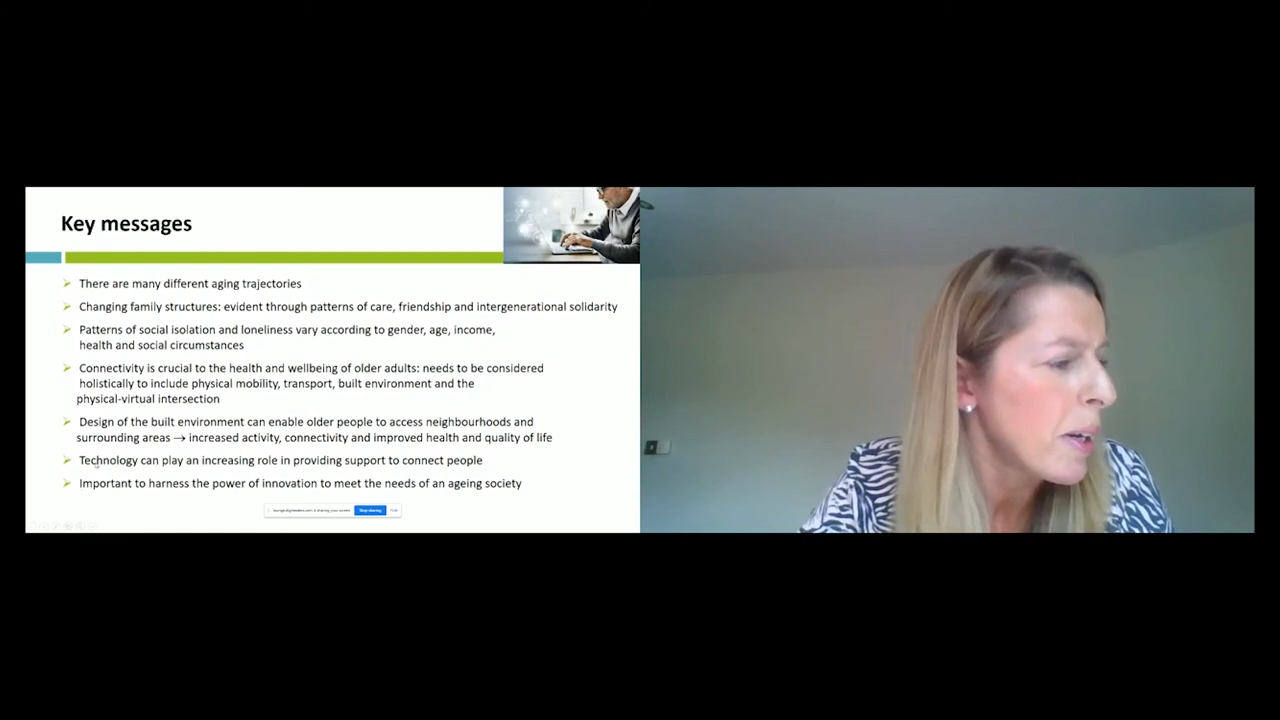 Key messages
There are many different aging trajectories
Changing family structures: evident through patterns of care, friendship and intergenerational solidarity
Patterns of social isolation and loneliness vary according to gender, age, income,
health and social circumstances
Connectivity is crucial to the health and wellbeing of older adults: needs to be considered
holistically to include physical mobility, transport, built environment and the
physical-virtual intersection
Design of the built environment can enable older people to access neighbourhoods and
surrounding areas → increased activity, connectivity and improved health and quality of life
Technology can play an increasing role in providing support to connect people
Important to harness the power of innovation to meet the needs of an ageing society
is sharing your screen.
Stop sharing
Hide